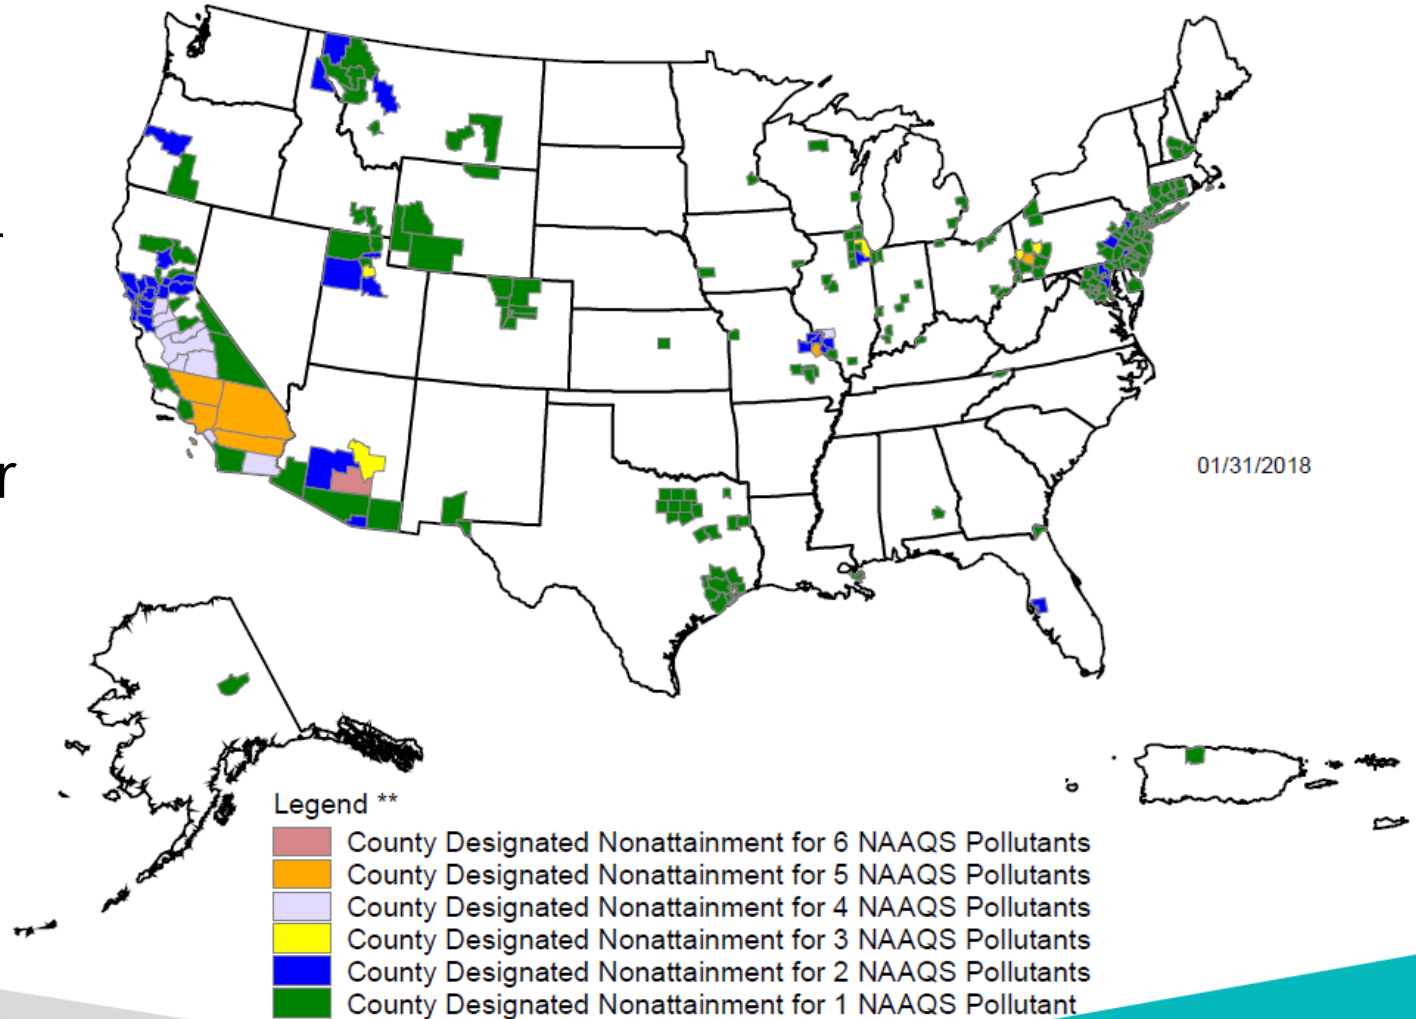 r
01/31/2018
Legend **
County Designated Nonattainment for 6 NAAQS Pollutants
County Designated Nonattainment for 5 NAAQS Pollutants
County Designated Nonattainment for 4 NAAQS Pollutants
County Designated Nonattainment for 3 NAAQS Pollutants
County Designated Nonattainment for 2 NAAQS Pollutants
County Designated Nonattainment for 1 NAAQS Pollutant